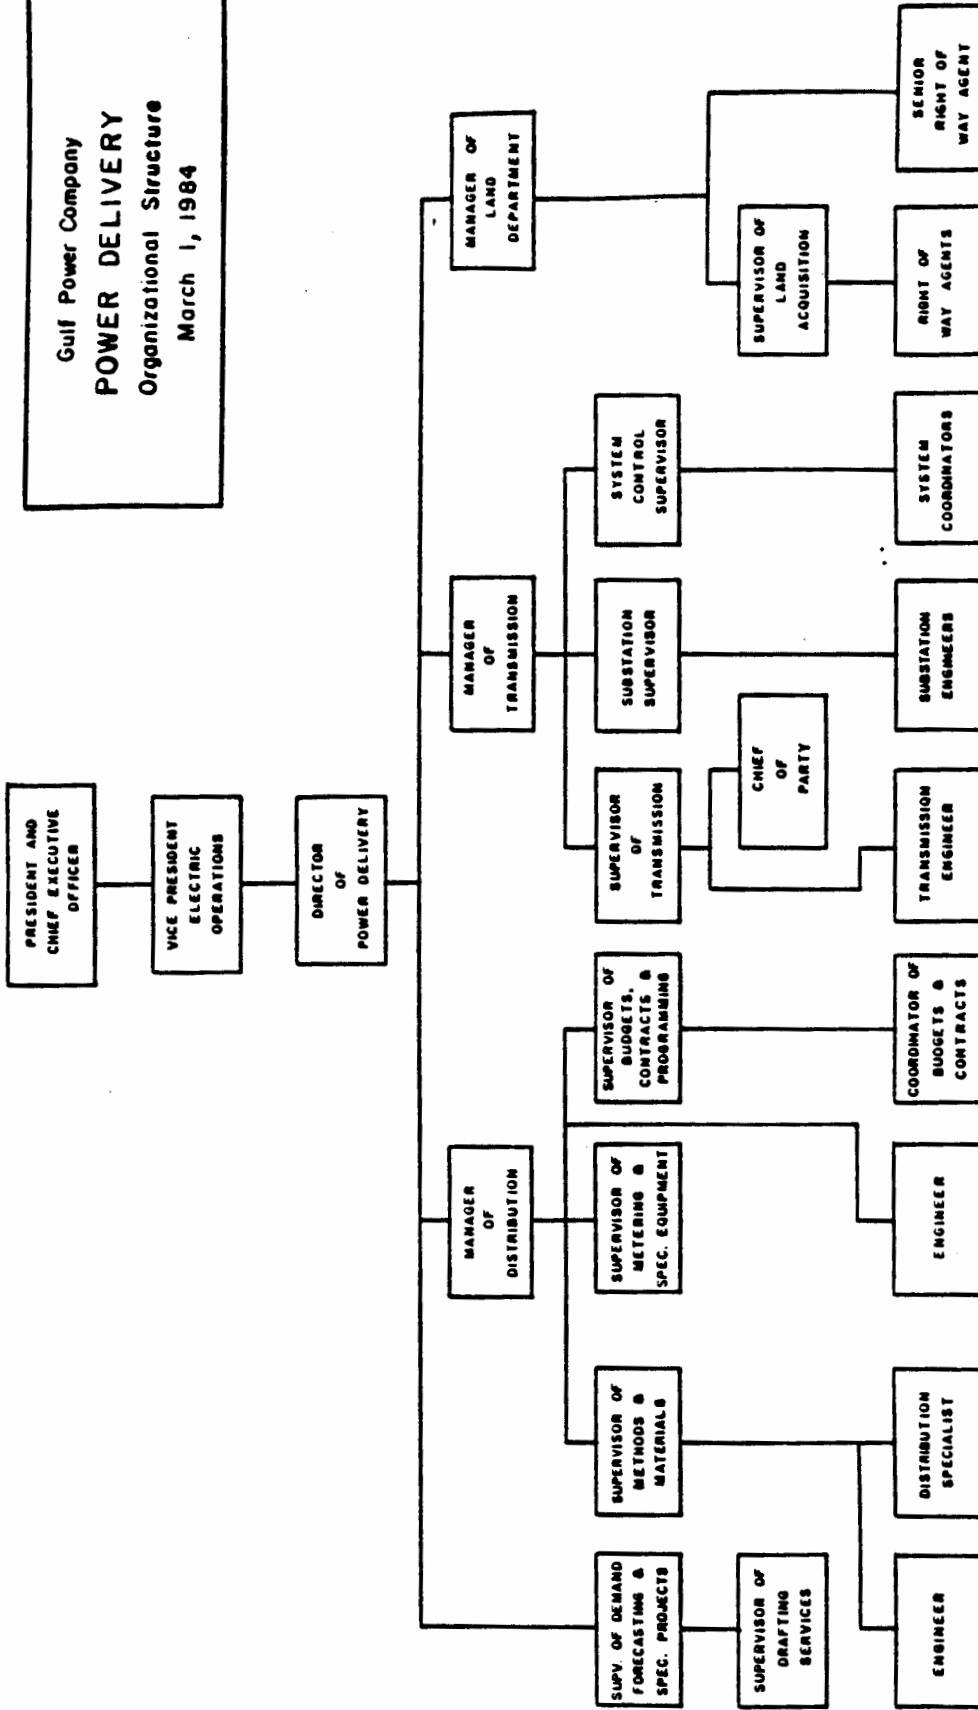 Gulf Power Company
POWER DELIVERY
Organizational Structure
March 1, 1984
PRESIDENT AND
CHIEF EXECUTIVE
OFFICER
VICE PRESIDENT
ELECTRIC
OPERATIONS
DIRECTOR
OF
POWER DELIVERY
MANAGER
OF
DISTRIBUTION
MANAGER
OF
TRANSMISSION
MANAGER OF
LAND
DEPARTMENT
SUPV. OF DEMAND
FORECASTING &
SPEC. PROJECTS
SUPERVISOR OF
METHODS &
MATERIALS
SUPERVISOR OF
METERING &
SPEC. EQUIPMENT
SUPERVISOR OF
BUDGETS,
CONTRACTS &
PROGRAMMING
SUPERVISOR
OF
TRANSMISSION
SUBSTATION
SUPERVISOR
SYSTEM
CONTROL
SUPERVISOR
SUPERVISOR OF
DRAFTING
SERVICES
CHIEF
OF
PARTY
SUPERVISOR OF
LAND
ACQUISITION
ENGINEER
DISTRIBUTION
SPECIALIST
ENGINEER
COORDINATOR OF
BUDGETS &
CONTRACTS
TRANSMISSION
ENGINEER
SUBSTATION
ENGINEERS
SYSTEM
COORDINATORS
RIGHT OF
WAY AGENTS
SENIOR
RIGHT OF
WAY AGENT